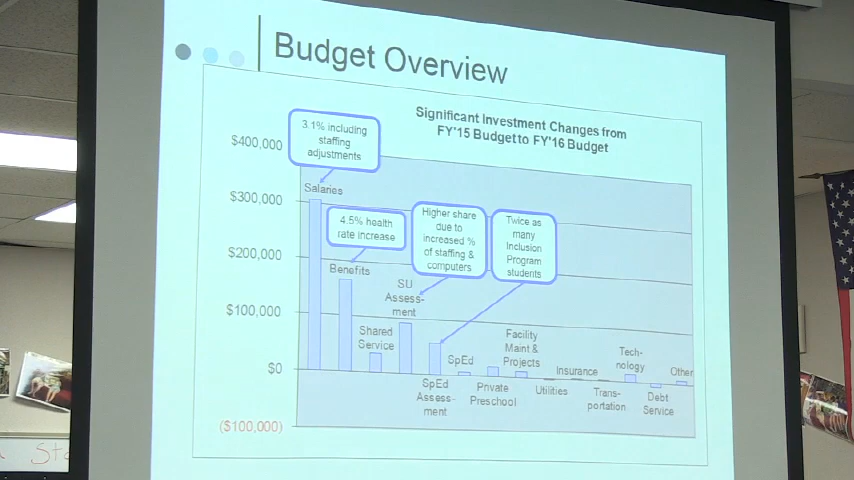 Budget Overview
Significant Investment Changes from
FY'15 Budget to FY'16 Budget
3.1% including
staffing
adjustments
$400,000
$300,000
$200,000
$100,000
$0
($100,000)
Salaries
4.5% health
rate increase
Higher share
due to
increased %
of staffing &
computers
Twice as
many
Inclusion
Program
students
Benefits
SU
Assess-
ment
Shared
Service
SpEd
Assess-
ment
SpEd
Private
Preschool
Facility
Maint &
Projects
Utilities
Insurance
Trans-
portation
Tech-
nology
Debt
Service
Other